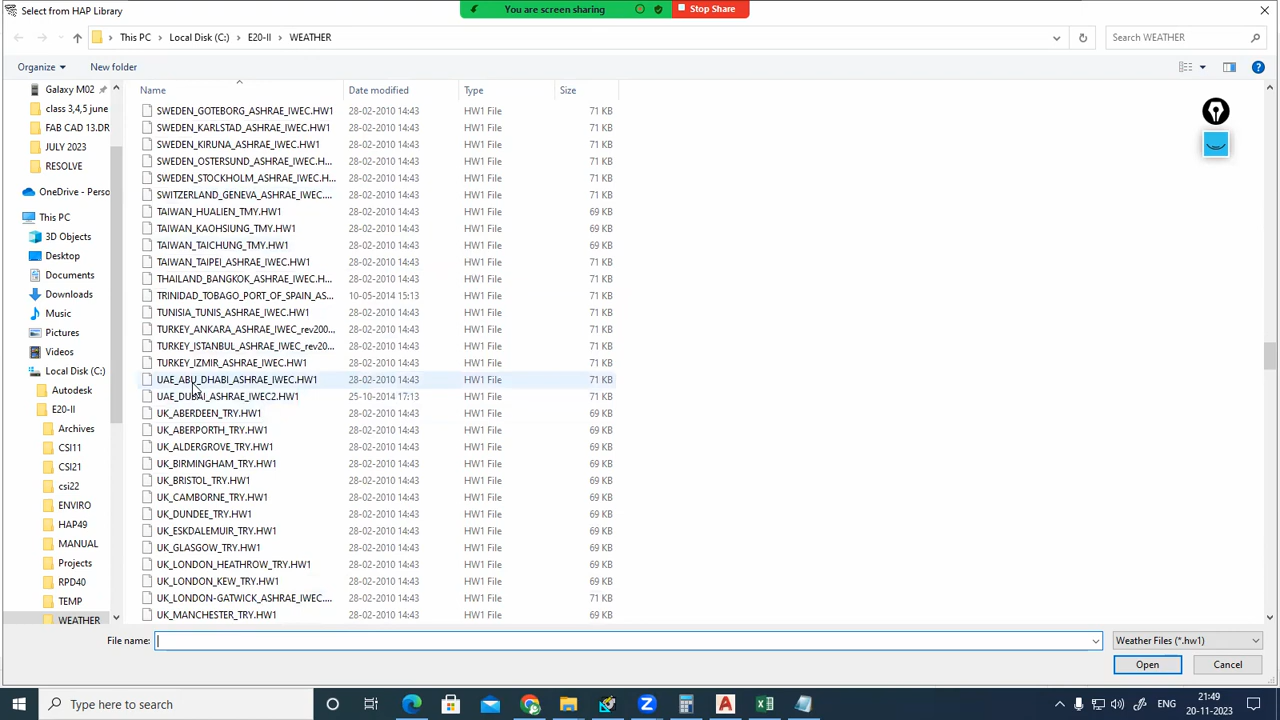 Select from HAP Library
You are screen sharing
Stop Share
This PC
Local Disk (C:)
E20-II
WEATHER
Search WEATHER
Organize
New folder
Name
Date modified
Type
Size
Galaxy M02
class 3,4,5 june
FAB CAD 13.DR
JULY 2023
RESOLVE
OneDrive - Perso
This PC
3D Objects
Desktop
Documents
Downloads
Music
Pictures
Videos
Local Disk (C:)
Autodesk
E20-II
Archives
CSI11
CSI21
csi22
ENVIRO
HAP49
MANUAL
Projects
RPD40
TEMP
WEATHER
SWEDEN_GOTEBORG_ASHRAE_IWEC.HW1 28-02-2010 14:43 HW1 File 71 KB
SWEDEN_KARLSTAD_ASHRAE_IWEC.HW1 28-02-2010 14:43 HW1 File 71 KB
SWEDEN_KIRUNA_ASHRAE_IWEC.HW1 28-02-2010 14:43 HW1 File 71 KB
SWEDEN_OSTERSUND_ASHRAE_IWEC.H... 28-02-2010 14:43 HW1 File 71 KB
SWEDEN_STOCKHOLM_ASHRAE_IWEC.H... 28-02-2010 14:43 HW1 File 71 KB
SWITZERLAND_GENEVA_ASHRAE_IWEC.... 28-02-2010 14:43 HW1 File 71 KB
TAIWAN_HUALIEN_TMY.HW1 28-02-2010 14:43 HW1 File 69 KB
TAIWAN_KAOHSIUNG_TMY.HW1 28-02-2010 14:43 HW1 File 69 KB
TAIWAN_TAICHUNG_TMY.HW1 28-02-2010 14:43 HW1 File 69 KB
TAIWAN_TAIPEI_ASHRAE_IWEC.HW1 28-02-2010 14:43 HW1 File 71 KB
THAILAND_BANGKOK_ASHRAE_IWEC.H... 28-02-2010 14:43 HW1 File 71 KB
TRINIDAD_TOBAGO_PORT_OF_SPAIN_AS... 10-05-2014 15:13 HW1 File 71 KB
TUNISIA_TUNIS_ASHRAE_IWEC.HW1 28-02-2010 14:43 HW1 File 71 KB
TURKEY_ANKARA_ASHRAE_IWEC_rev200... 28-02-2010 14:43 HW1 File 71 KB
TURKEY_ISTANBUL_ASHRAE_IWEC_rev20... 28-02-2010 14:43 HW1 File 71 KB
TURKEY_IZMIR_ASHRAE_IWEC.HW1 28-02-2010 14:43 HW1 File 71 KB
UAE_ABU_DHABI_ASHRAE_IWEC.HW1 28-02-2010 14:43 HW1 File 71 KB
UAE_DUBAI_ASHRAE_IWEC2.HW1 25-10-2014 17:13 HW1 File 71 KB
UK_ABERDEEN_TRY.HW1 28-02-2010 14:43 HW1 File 69 KB
UK_ABERPORTH_TRY.HW1 28-02-2010 14:43 HW1 File 69 KB
UK_ALDERGROVE_TRY.HW1 28-02-2010 14:43 HW1 File 69 KB
UK_BIRMINGHAM_TRY.HW1 28-02-2010 14:43 HW1 File 69 KB
UK_BRISTOL_TRY.HW1 28-02-2010 14:43 HW1 File 69 KB
UK_CAMBORNE_TRY.HW1 28-02-2010 14:43 HW1 File 69 KB
UK_DUNDEE_TRY.HW1 28-02-2010 14:43 HW1 File 69 KB
UK_ESKDALEMUIR_TRY.HW1 28-02-2010 14:43 HW1 File 69 KB
UK_GLASGOW_TRY.HW1 28-02-2010 14:43 HW1 File 69 KB
UK_LONDON_HEATHROW_TRY.HW1 28-02-2010 14:43 HW1 File 69 KB
UK_LONDON_KEW_TRY.HW1 28-02-2010 14:43 HW1 File 69 KB
UK_LONDON-GATWICK_ASHRAE_IWEC.... 28-02-2010 14:43 HW1 File 71 KB
UK_MANCHESTER_TRY.HW1 28-02-2010 14:43 HW1 File 69 KB
File name:
Weather Files (*.hw1)
Open
Cancel
Type here to search
ENG
21:49
20-11-2023